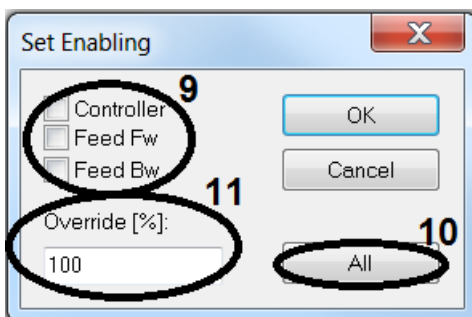 Set Enabling
X
9
Controller
Feed Fw
Feed Bw
OK
Cancel
11
Override [%]:
100
10
All